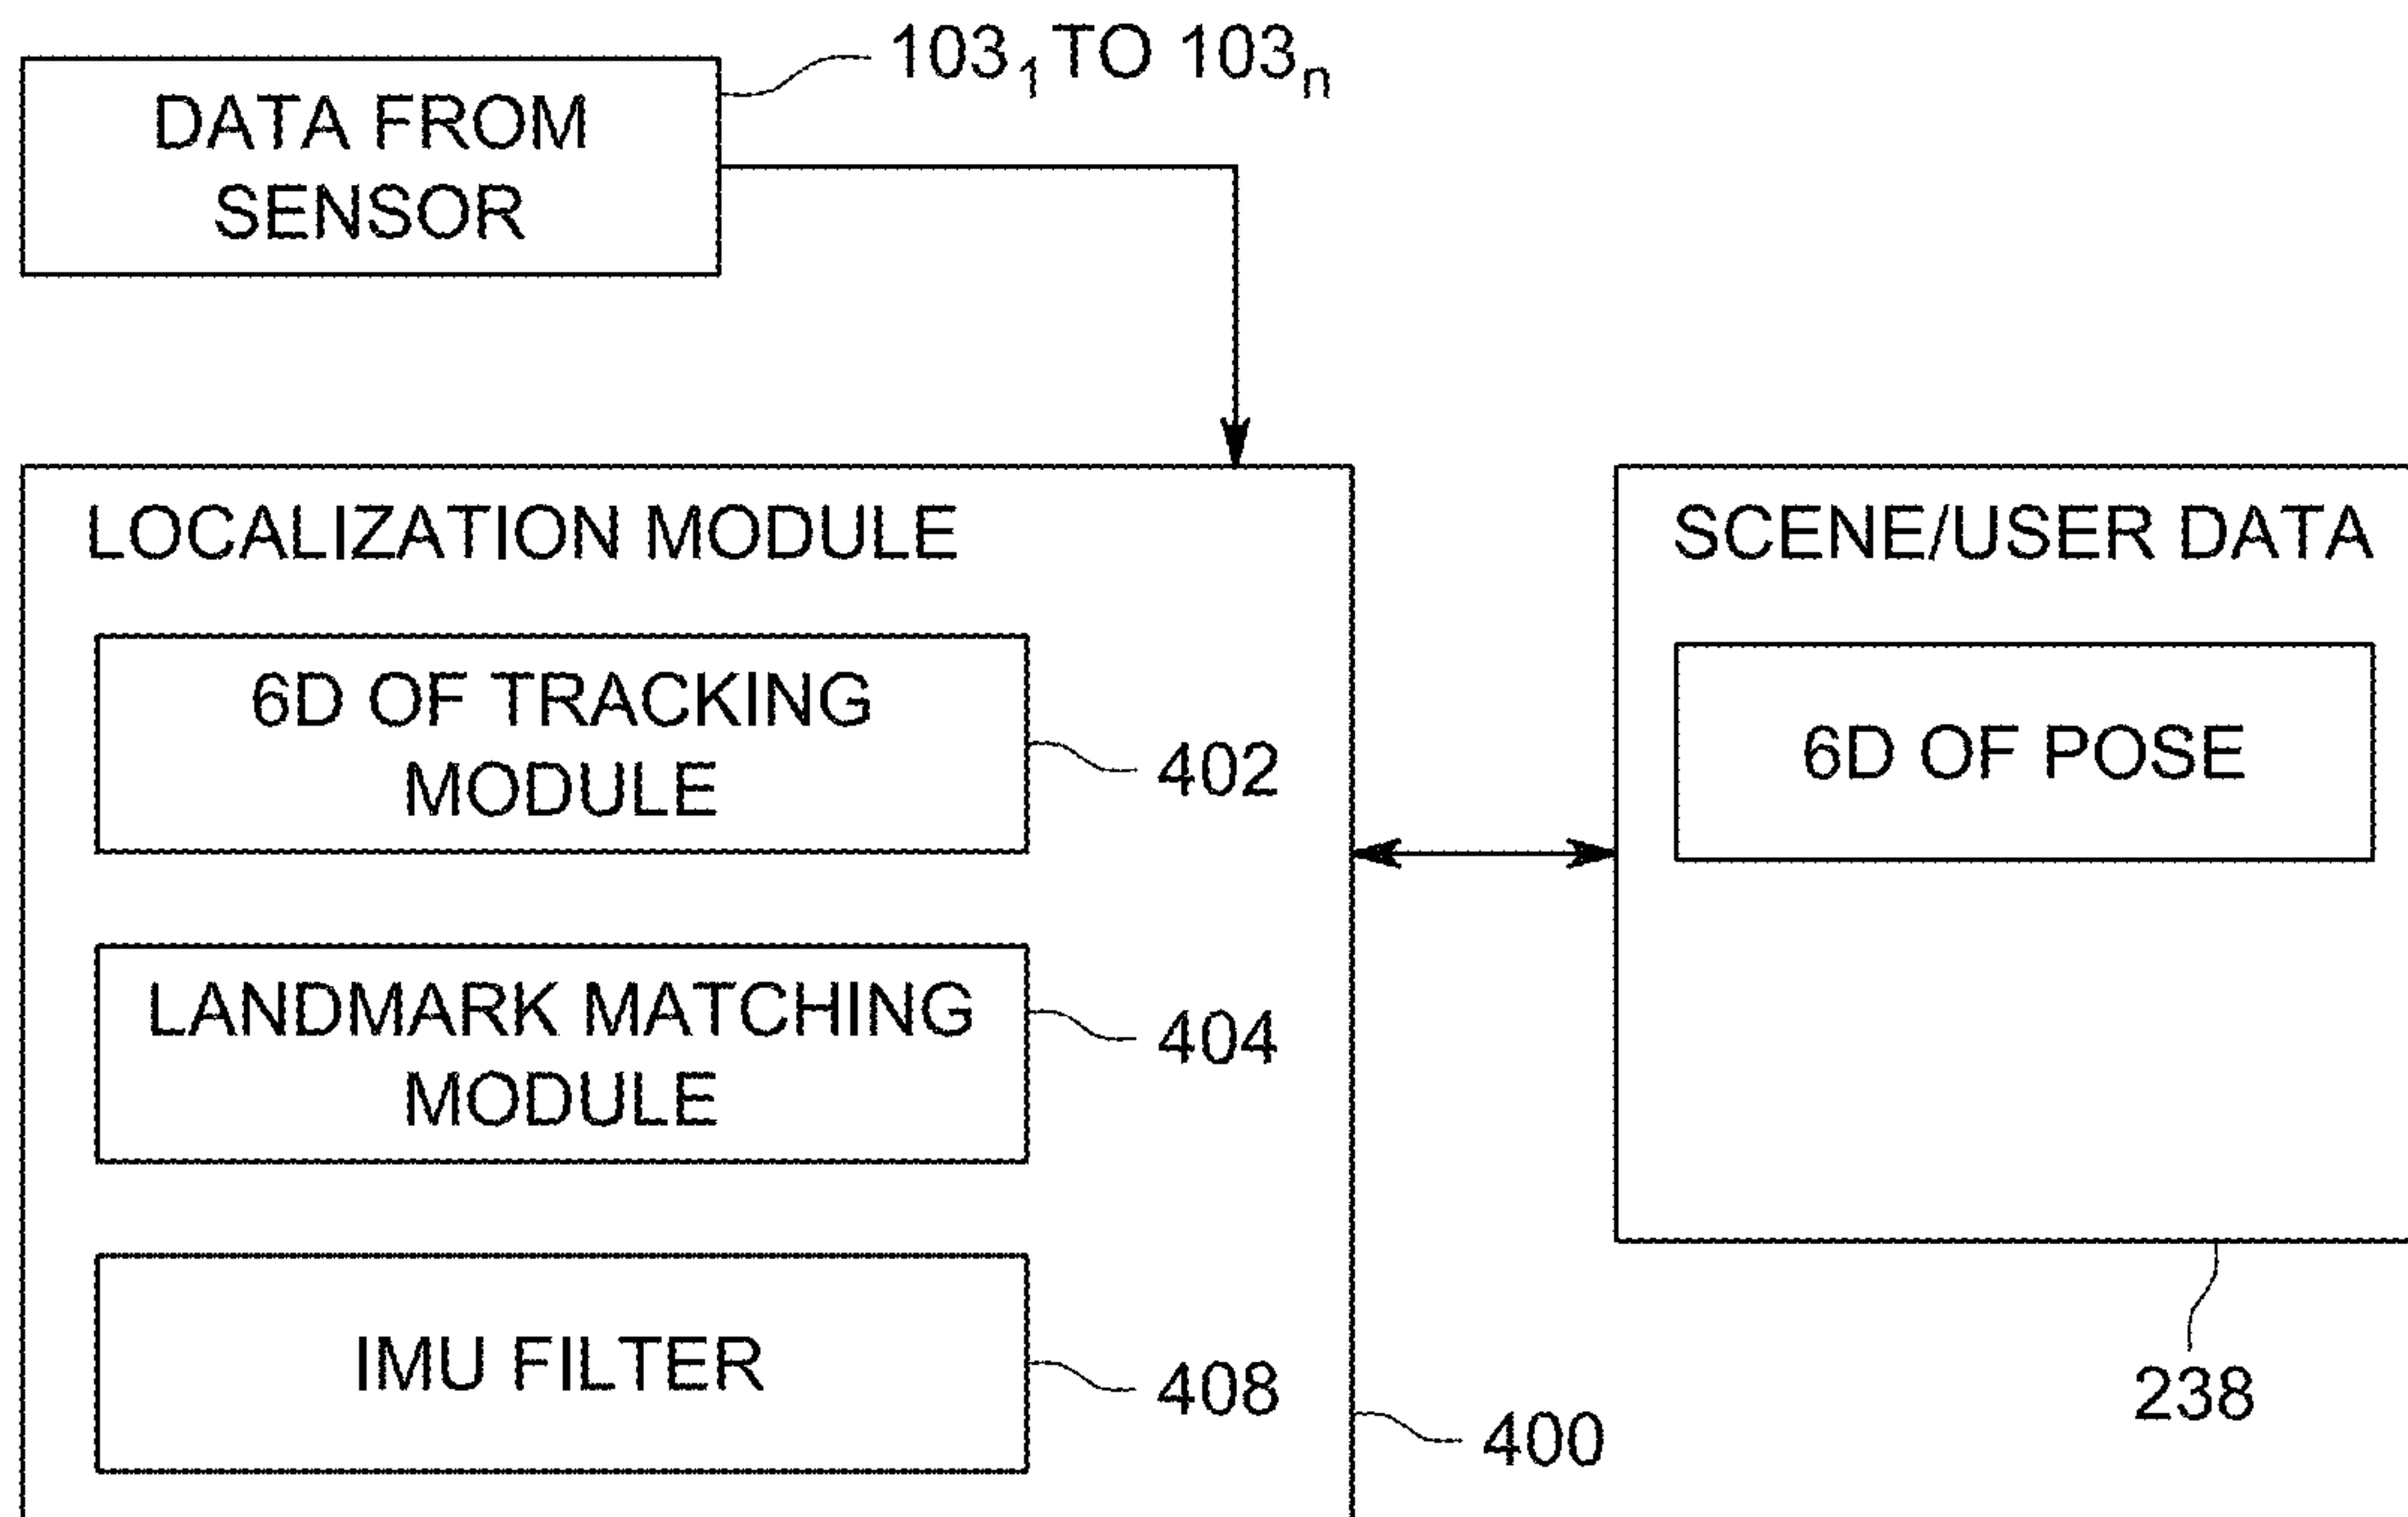 103₁ TO 103ₙ
DATA FROM
SENSOR
LOCALIZATION MODULE
6D OF TRACKING
MODULE
402
LANDMARK MATCHING
MODULE
404
IMU FILTER
408
400
SCENE/USER DATA
6D OF POSE
238